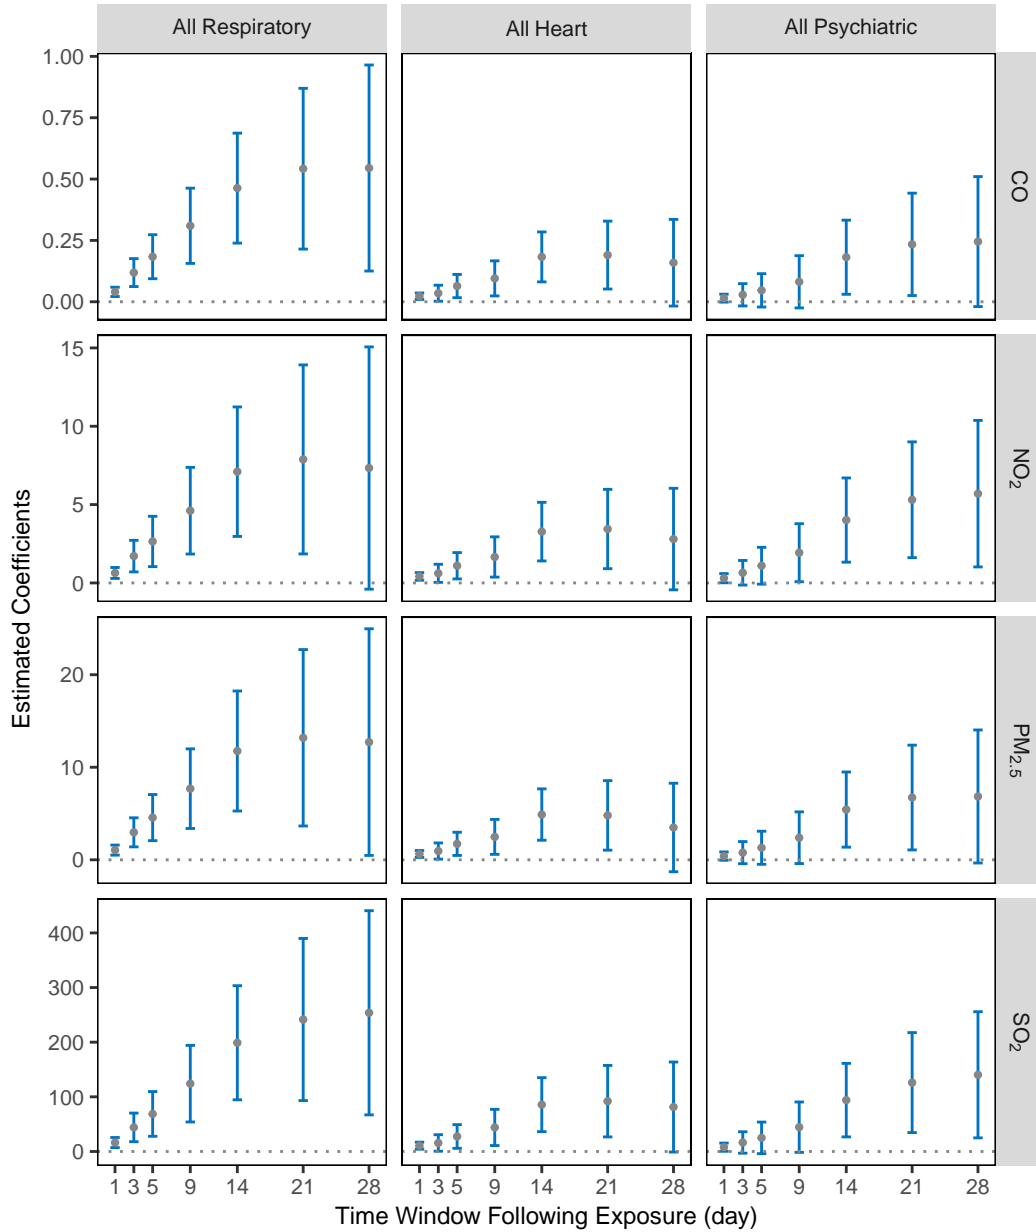 All Respiratory All Heart All Psychiatric
1.00
0.75
0.50
0.25
0.00
CO
15
10
5
0
NO₂
20
10
0
PM₂.₅
400
300
200
100
0
SO₂
Estimated Coefficients
1 3 5 9 14 21 28 1 3 5 9 14 21 28 1 3 5 9 14 21 28
Time Window Following Exposure (day)